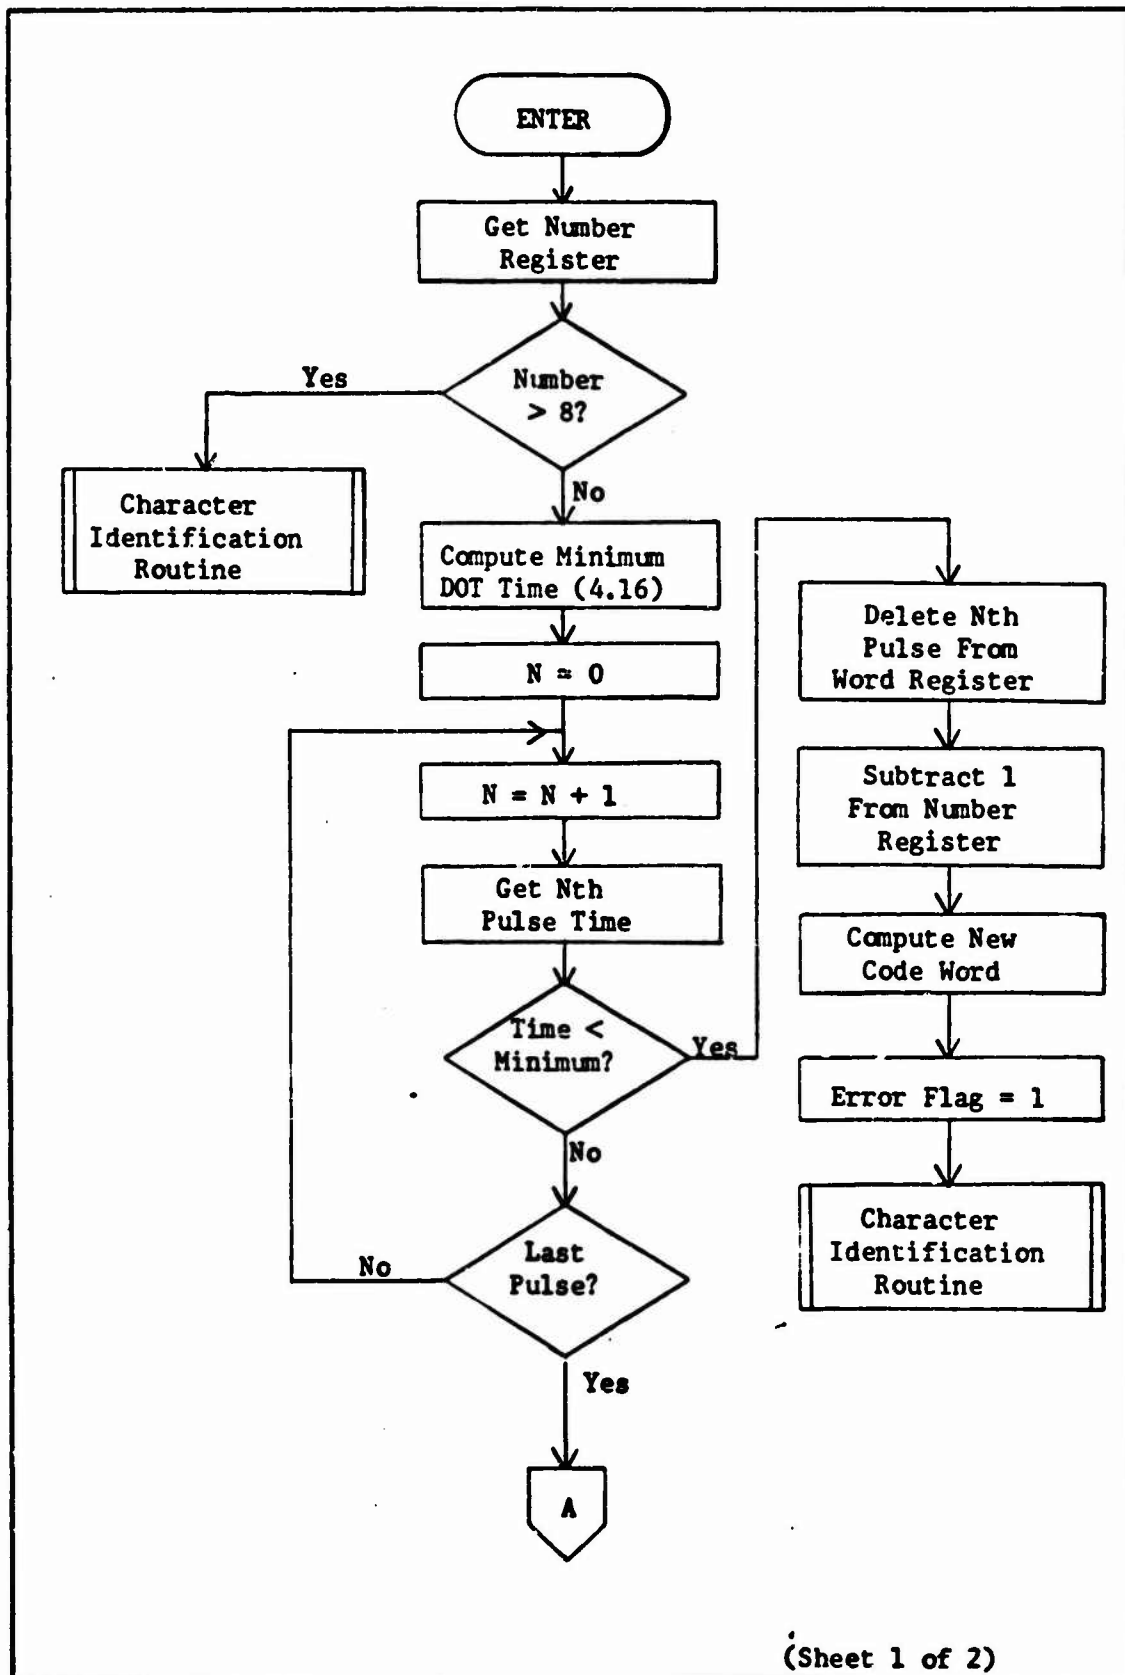 ENTER
Get Number
Register
Number
> 8?
Yes
No
Character
Identification
Routine
Compute Minimum
DOT Time (4.16)
N = 0
N = N + 1
Get Nth
Pulse Time
Time <
Minimum?
Yes
No
Last
Pulse?
No
Yes
A
Delete Nth
Pulse From
Word Register
Subtract 1
From Number
Register
Compute New
Code Word
Error Flag = 1
Character
Identification
Routine
(Sheet 1 of 2)